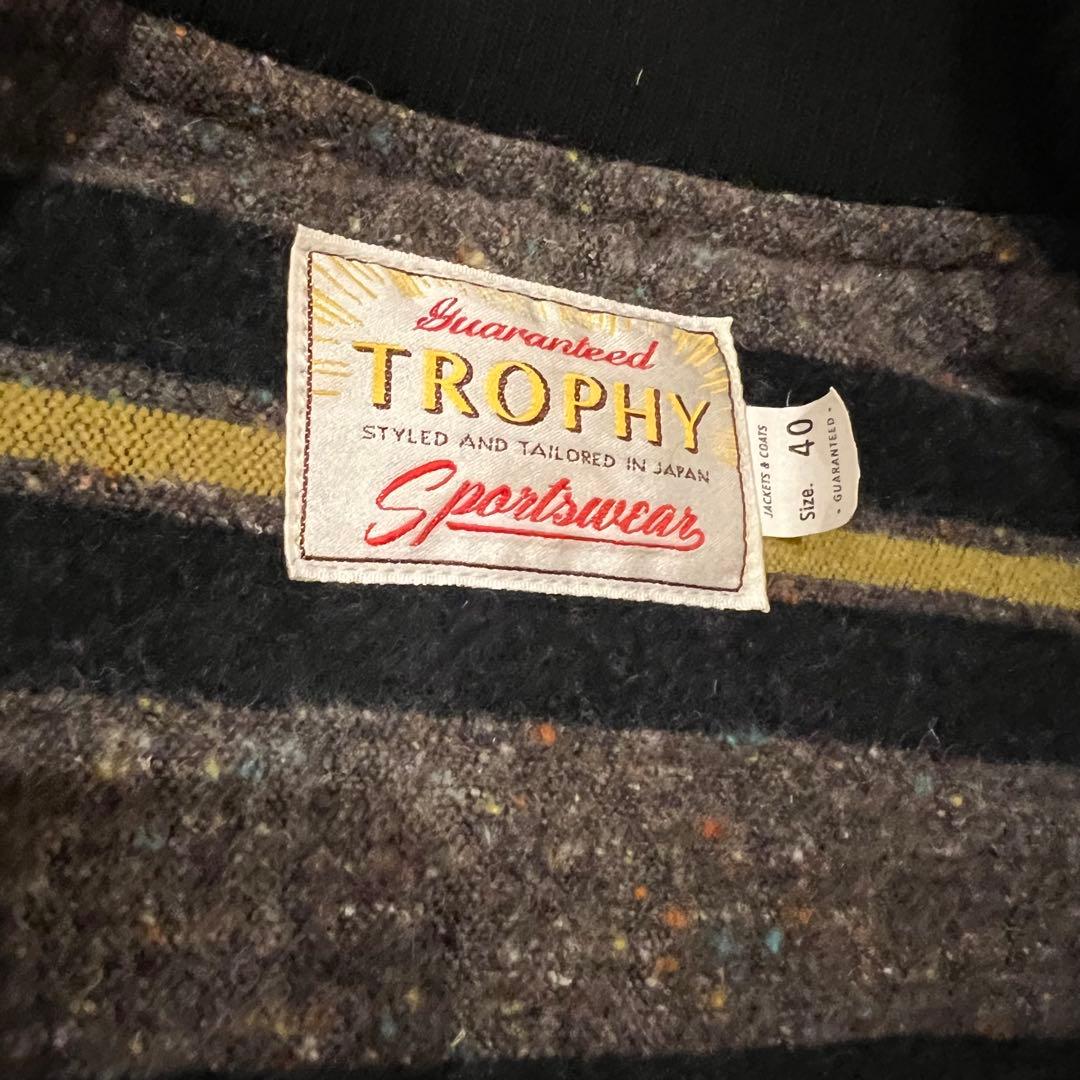 Guaranteed
TROPHY
STYLED AND TAILORED IN JAPAN
Sportswear
JACKETS & COATS
Size. 40
• GUARANTEED •